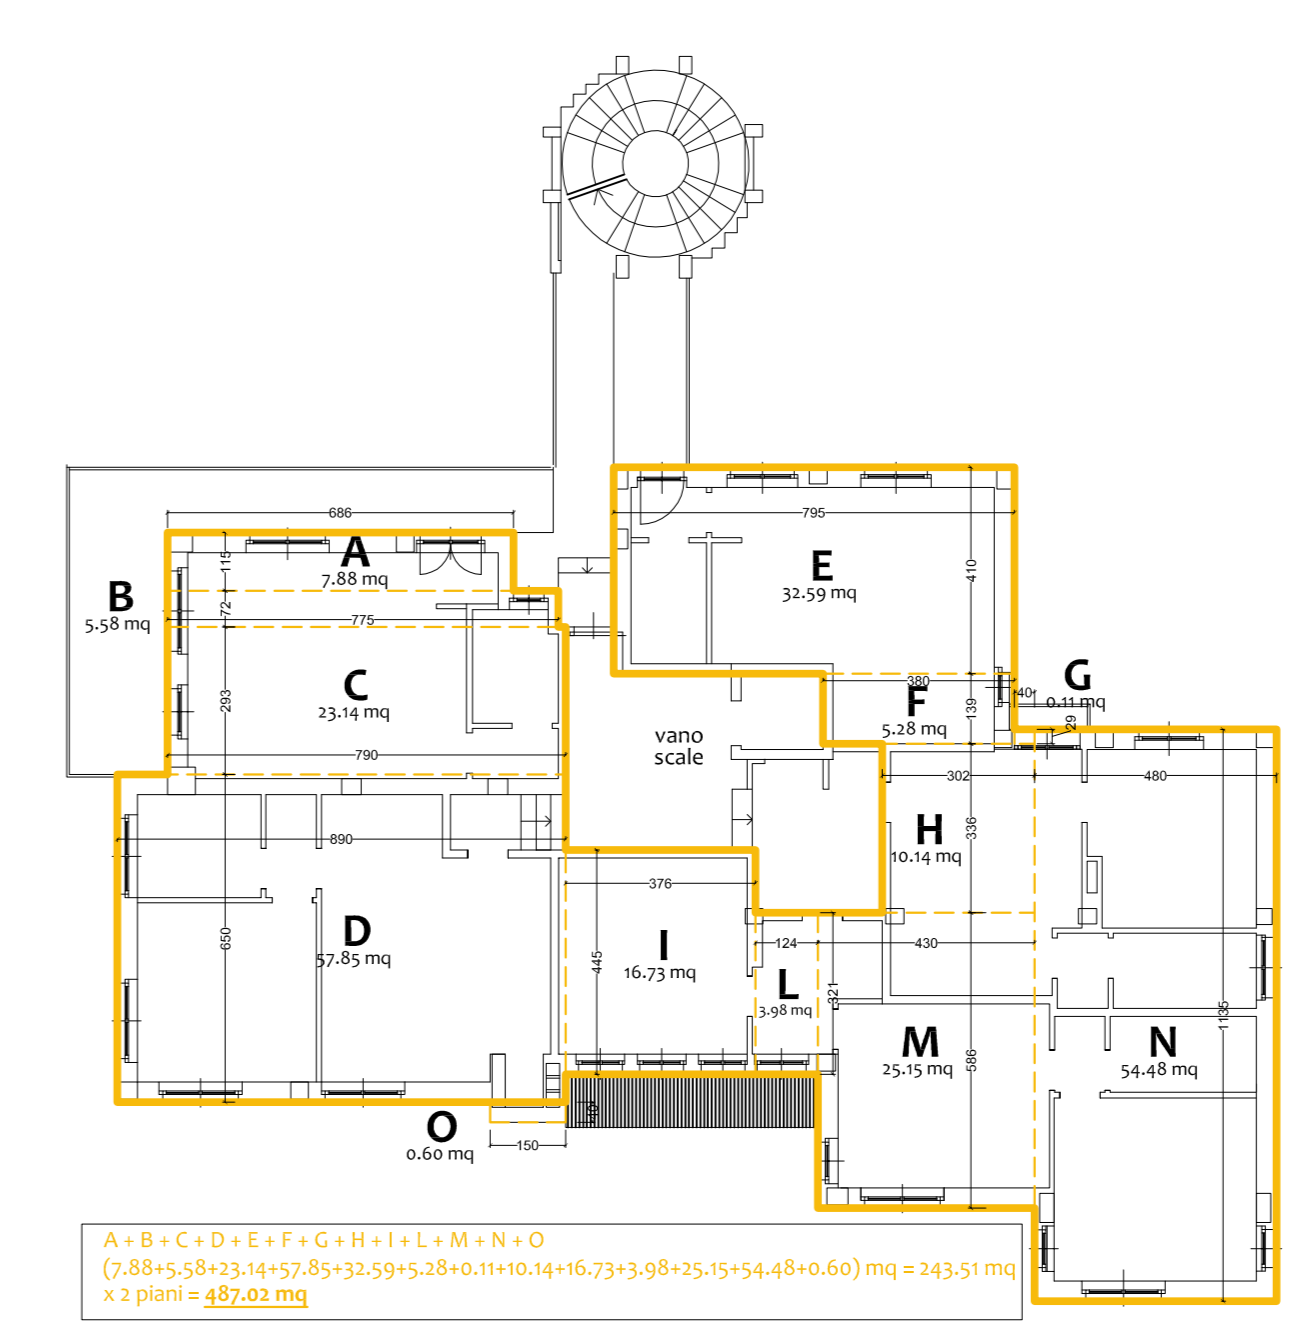 686
795
A
115
7.88 mq
E
32.59 mq
410
B
5.58 mq
72
775
C
23.14 mq
293
380
40
G
0.11 mq
F
5.28 mq
139
29
vano
scale
790
302
480
890
H
10.14 mq
336
376
D
57.85 mq
650
I
16.73 mq
445
124
430
L
3.98 mq
321
M
25.15 mq
586
N
54.48 mq
1135
O
0.60 mq
40
150
A + B + C + D + E + F + G + H + I + L + M + N + O
(7.88+5.58+23.14+57.85+32.59+5.28+0.11+10.14+16.73+3.98+25.15+54.48+0.60) mq = 243.51 mq
x 2 piani = 487.02 mq